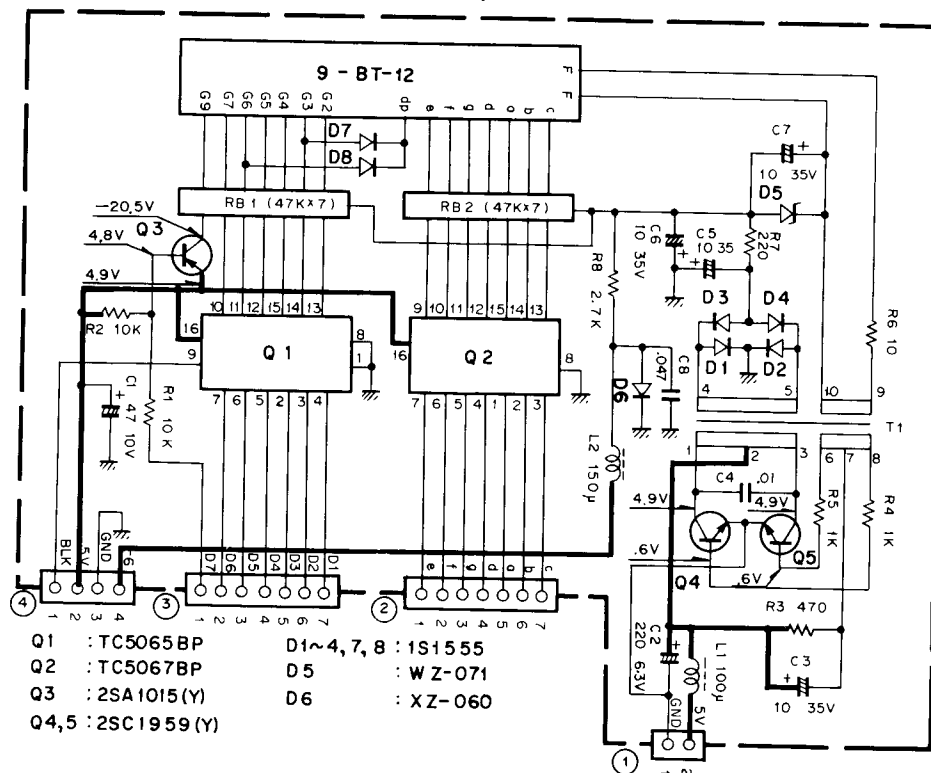 9-BT-12
F
F
G9 G7 G6 G5 G4 G3 G2 dp e f g d a b c
D7
D8
C7
+
10 35V
D5
RB1 (47K×7)
RB2 (47K×7)
-20,5V
Q3
4,8V
4,9V
C6
10 35V
+
C5
10 35
+
R7
220
R8
2.7K
D3 D4
D1 D2
R6 10
R2 10K
10 11 12 15 14 13
16
9
Q1
8
1
7 6 5 2 3 4
9 10 11 12 15 14 13
16
Q2
8
7 6 3 4 1 2 3
C1
+
47 10V
R1 10K
D6
C8
.047
L2 150μ
4 5 10 9
T1
1 2 3 6 7 8
C4 .01
4.9V
4.9V
.6V
.6V
Q4
Q5
R5
1K
R4 1K
R3 470
C2
220 6.3V
+
L1 100μ
C3
+
10 35V
GND
5V
BLK
5V
GND
-6
D7 D6 D5 D4 D3 D2 D1
e f g d a b c
4
1 2 3 4
3
1 2 3 4 5 6 7
2
1 2 3 4 5 6 7
1
1 2
Q1 : TC5065BP
Q2 : TC5067BP
Q3 : 2SA1015(Y)
Q4,5 : 2SC1959(Y)
D1~4,7,8 : 1S1555
D5 : WZ-071
D6 : XZ-060